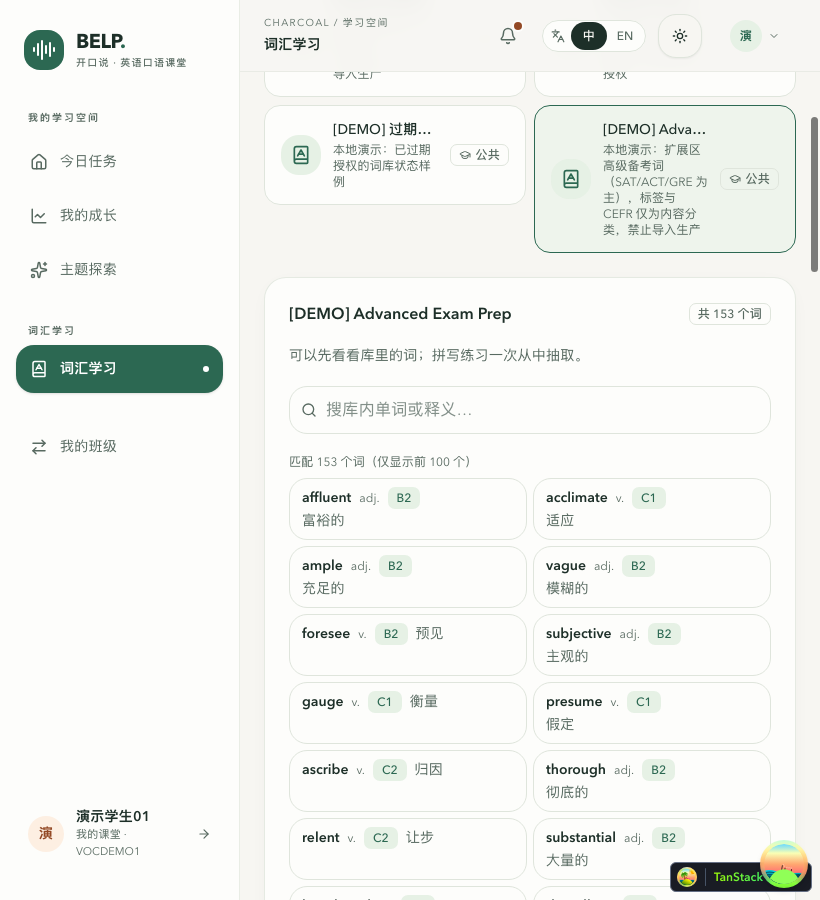 BELP.
开口说 · 英语口语课堂
我的学习空间
今日任务
我的成长
主题探索
词汇学习
词汇学习
我的班级
演
演示学生01
我的课堂 ·
VOCDEMO1
CHARCOAL / 学习空间
词汇学习
中
EN
演
导入生产
授权
[DEMO] 过期...
本地演示：已过期
授权的词库状态样
例
公共
[DEMO] Adva...
本地演示：扩展区
高级备考词
（SAT/ACT/GRE 为
主），标签与
CEFR 仅为内容分
类，禁止导入生产
公共
[DEMO] Advanced Exam Prep
共 153 个词
可以先看看库里的词；拼写练习一次从中抽取。
搜库内单词或释义...
匹配 153 个词（仅显示前 100 个）
affluent adj. B2
富裕的
acclimate v. C1
适应
ample adj. B2
充足的
vague adj. B2
模糊的
foresee v. B2 预见
subjective adj. B2
主观的
gauge v. C1 衡量
presume v. C1
假定
ascribe v. C2 归因
thorough adj. B2
彻底的
relent v. C2 让步
substantial adj. B2
大量的
TanStack